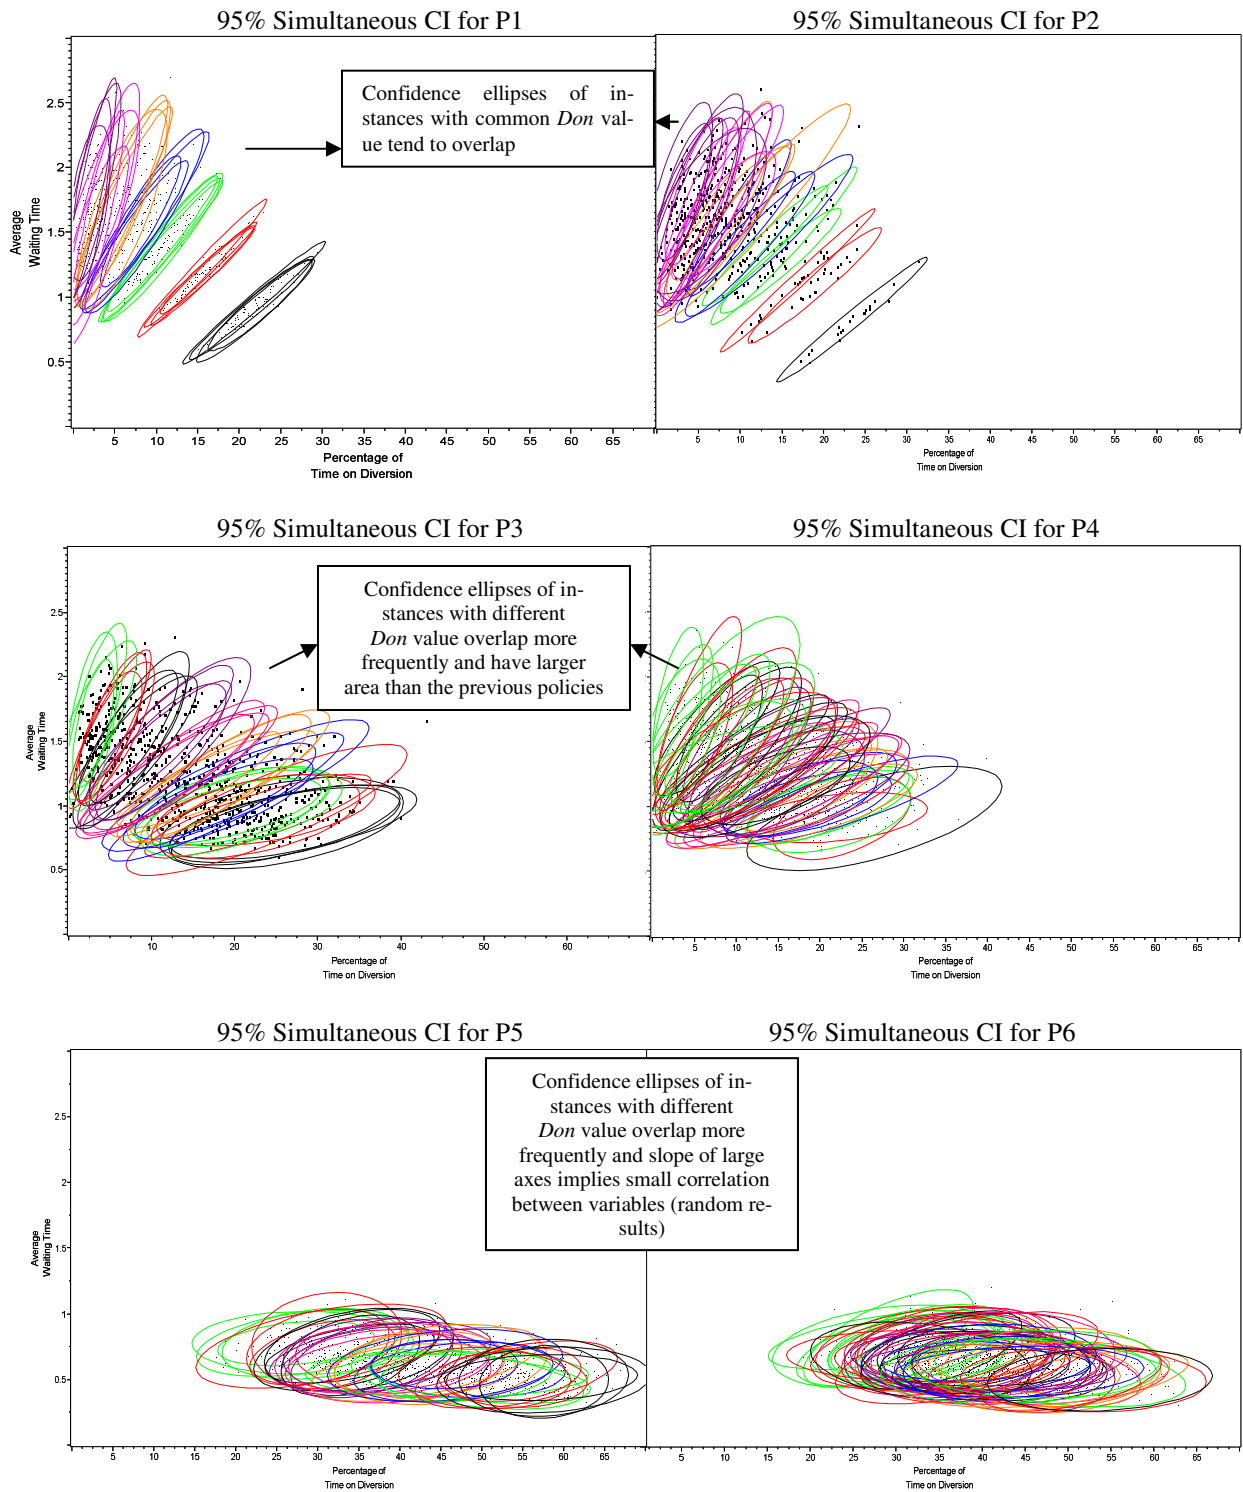 95% Simultaneous CI for P1
95% Simultaneous CI for P2
Confidence ellipses of in-
stances with common Don val-
ue tend to overlap
2.5
2
1.5
1
0.5
Average
Waiting Time
5 10 15 20 25 30 35 40 45 50 55 60 65
Percentage of
Time on Diversion
5 10 15 20 25 30 35 40 45 50 55 60 65
Percentage of
Time on Diversion
95% Simultaneous CI for P3
95% Simultaneous CI for P4
Confidence ellipses of in-
stances with different
Don value overlap more
frequently and have larger
area than the previous policies
2.5
2
1.5
1
0.5
Average
Waiting Time
10 20 30 40 50 60
Percentage of
Time on Diversion
5 10 15 20 25 30 35 40 45 50 55 60 65
Percentage of
Time on Diversion
95% Simultaneous CI for P5
95% Simultaneous CI for P6
Confidence ellipses of in-
stances with different
Don value overlap more
frequently and slope of large
axes implies small correlation
between variables (random re-
sults)
2.5
2
1.5
1
0.5
Average
Waiting Time
5 10 15 20 25 30 35 40 45 50 55 60 65
Percentage of
Time on Diversion
5 10 15 20 25 30 35 40 45 50 55 60 65
Percentage of
Time on Diversion